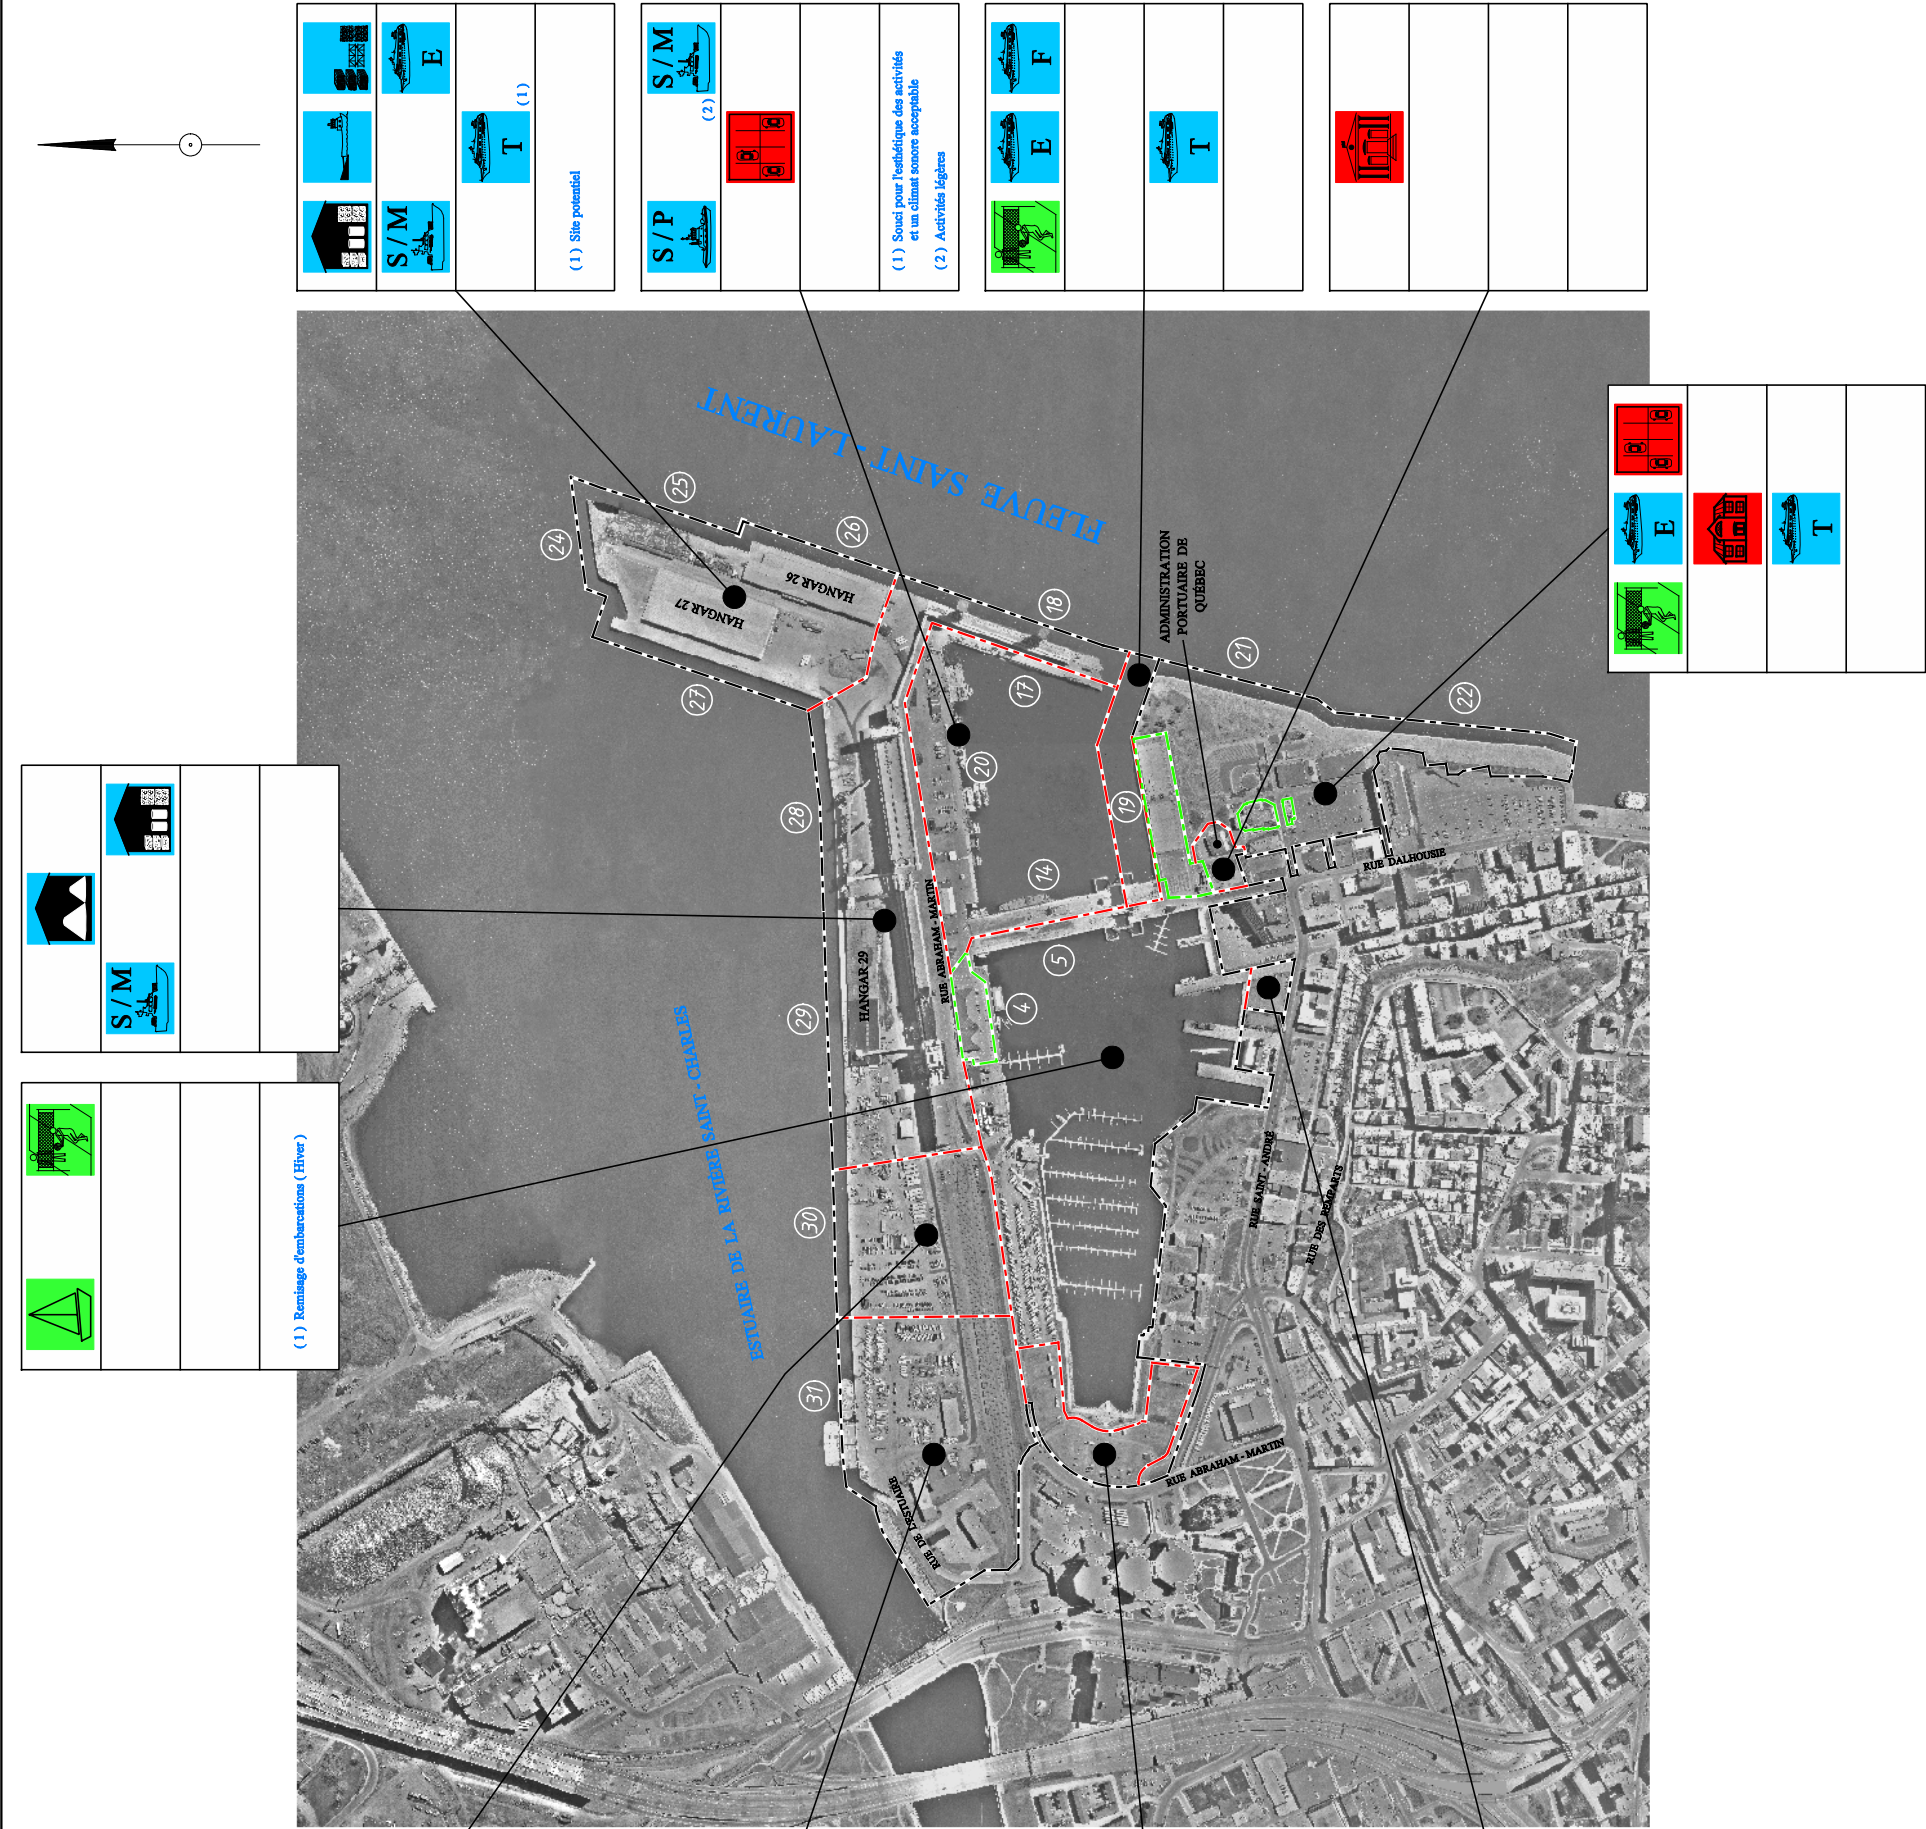 E
S / M
T
( 1 )
( 1 ) Site potentiel
S / M
( 2 )
S / P
( 1 ) Souci pour l'esthétique des activités
et un climat sonore acceptable
( 2 ) Activités légères
F
E
T
E
T
S / M
( 1 ) Remisage d'embarcations ( Hiver )
FLEUVE SAINT - LAURENT
ESTUAIRE DE LA RIVIÈRE SAINT - CHARLES
ADMINISTRATION
PORTUAIRE DE
QUÉBEC
HANGAR 26
HANGAR 27
HANGAR 29
RUE ABRAHAM - MARTIN
RUE DALHOUSIE
RUE SAINT - ANDRÉ
RUE DES REMPARTS
RUE ABRAHAM - MARTIN
RUE DE L'ESTUAIRE
24
25
26
27
18
17
20
21
22
19
14
5
4
28
29
30
31